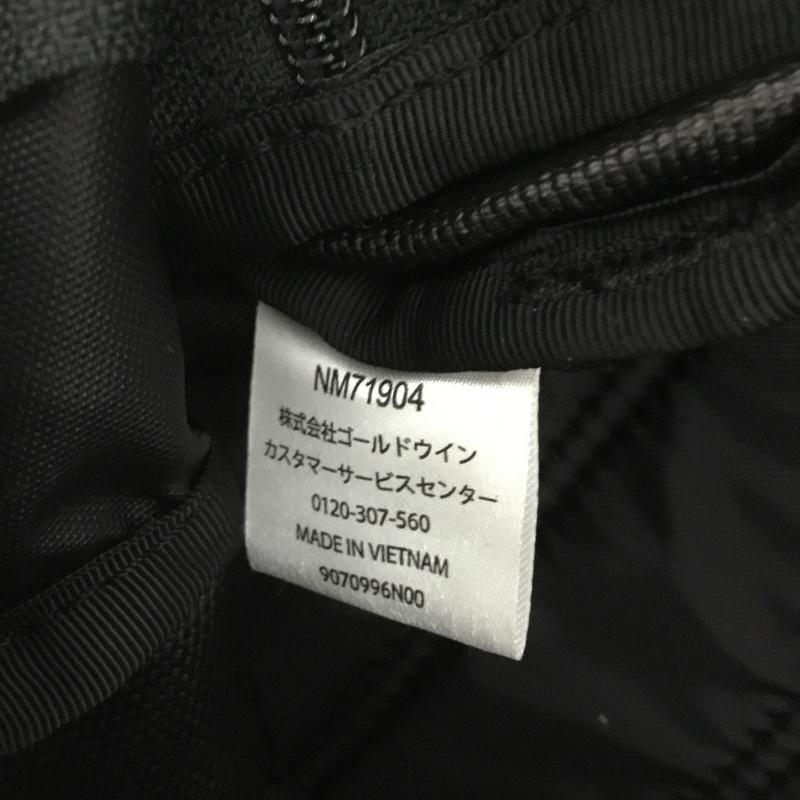 NM71904
株式会社ゴールドウイン
カスタマーサービスセンター
0120-307-560
MADE IN VIETNAM
9070996N00